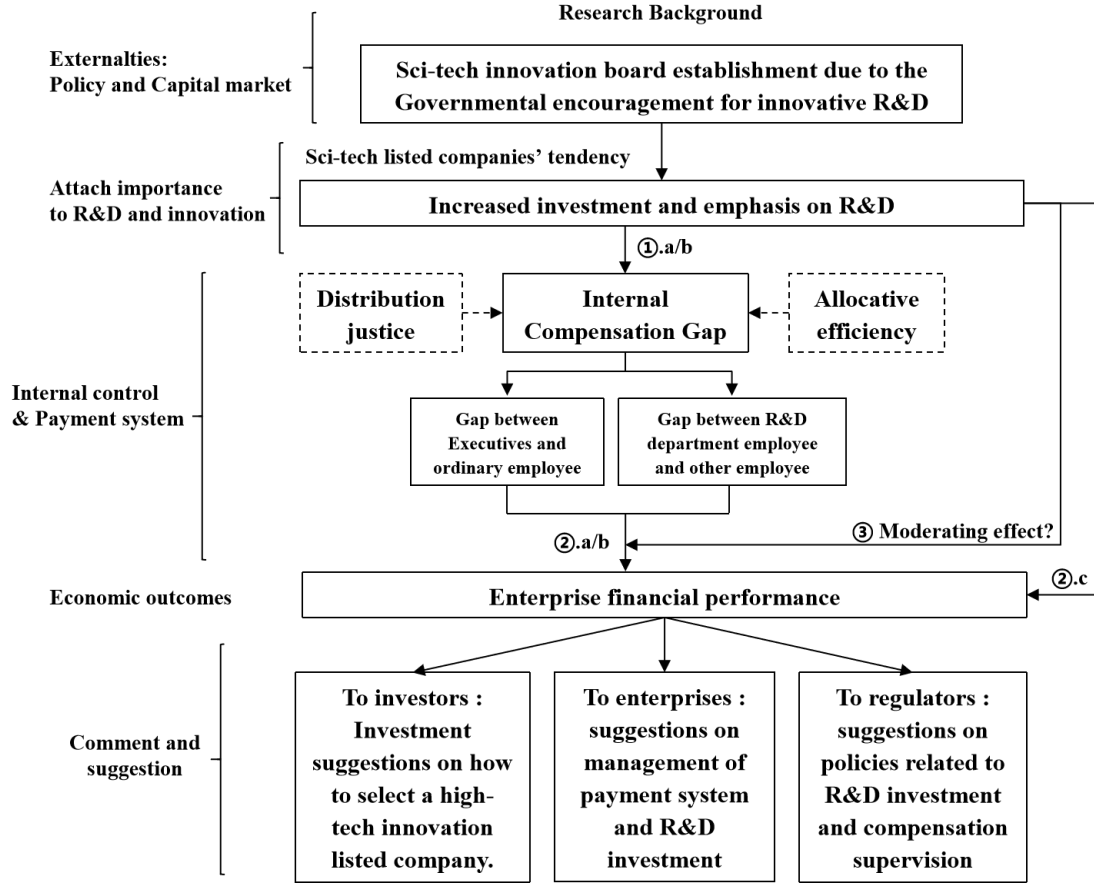 Research Background
Externalties:
Policy and Capital market
Sci-tech innovation board establishment due to the
Governmental encouragement for innovative R&D
Sci-tech listed companies’ tendency
Attach importance
to R&D and innovation
Increased investment and emphasis on R&D
①.a/b
Distribution
justice
Internal
Compensation Gap
Allocative
efficiency
Internal control
& Payment system
Gap between
Executives and
ordinary employee
Gap between R&D
department employee
and other employee
③ Moderating effect?
②.a/b
②.c
Economic outcomes
Enterprise financial performance
Comment and
suggestion
To investors :
Investment
suggestions on how
to select a high-
tech innovation
listed company.
To enterprises :
suggestions on
management of
payment system
and R&D
investment
To regulators :
suggestions on
policies related to
R&D investment
and compensation
supervision